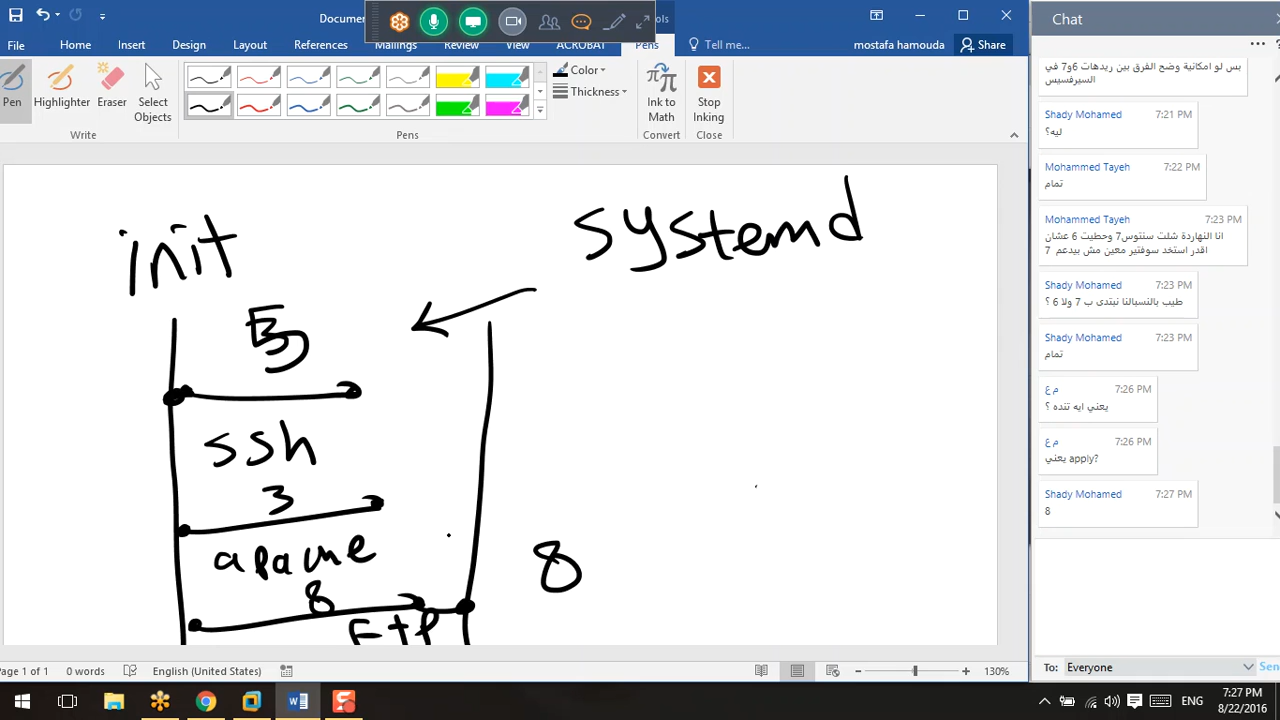 Docume
ols
File
Home
Insert
Design
Layout
References
Mailings
Review
View
ACROBAT
Pens
Tell me...
mostafa hamouda
Share
Pen
Highlighter
Eraser
Select Objects
Color
Thickness
Ink to Math
Stop Inking
Write
Pens
Convert
Close
init
systemd
5
ssh
3
apache
8
FtP
8
Page 1 of 1
0 words
English (United States)
130%
Chat
بس لو امكانية وضح الفرق بين ريدهات 6و7 في
السيرفسيس
Shady Mohamed 7:21 PM
ليه؟
Mohammed Tayeh 7:22 PM
تمام
Mohammed Tayeh 7:23 PM
انا النهاردة شلت سنتوس7 وحطيت 6 عشان
اقدر استخد سوفتير معين مش بيدعم 7
Shady Mohamed 7:23 PM
طيب بالنسبالنا نبتدى ب 7 ولا 6 ؟
Shady Mohamed 7:23 PM
تمام
م ع 7:26 PM
يعني ايه تنده ؟
م ع 7:26 PM
يعني apply?
Shady Mohamed 7:27 PM
8
To: Everyone
Sen
ENG
7:27 PM
8/22/2016